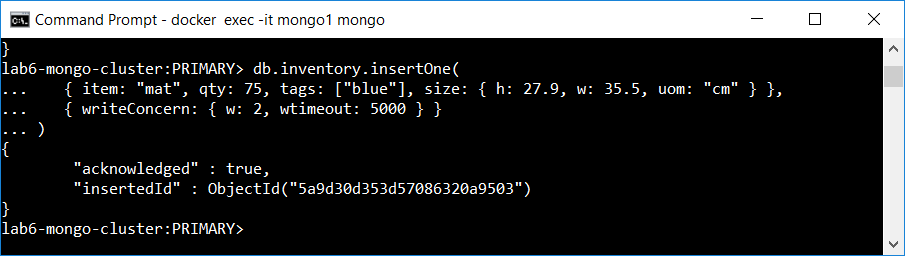 Command Prompt - docker  exec -it mongo1 mongo
}
lab6-mongo-cluster:PRIMARY> db.inventory.insertOne(
...    { item: "mat", qty: 75, tags: ["blue"], size: { h: 27.9, w: 35.5, uom: "cm" } },
...    { writeConcern: { w: 2, wtimeout: 5000 } }
... )
{
        "acknowledged" : true,
        "insertedId" : ObjectId("5a9d30d353d57086320a9503")
}
lab6-mongo-cluster:PRIMARY>